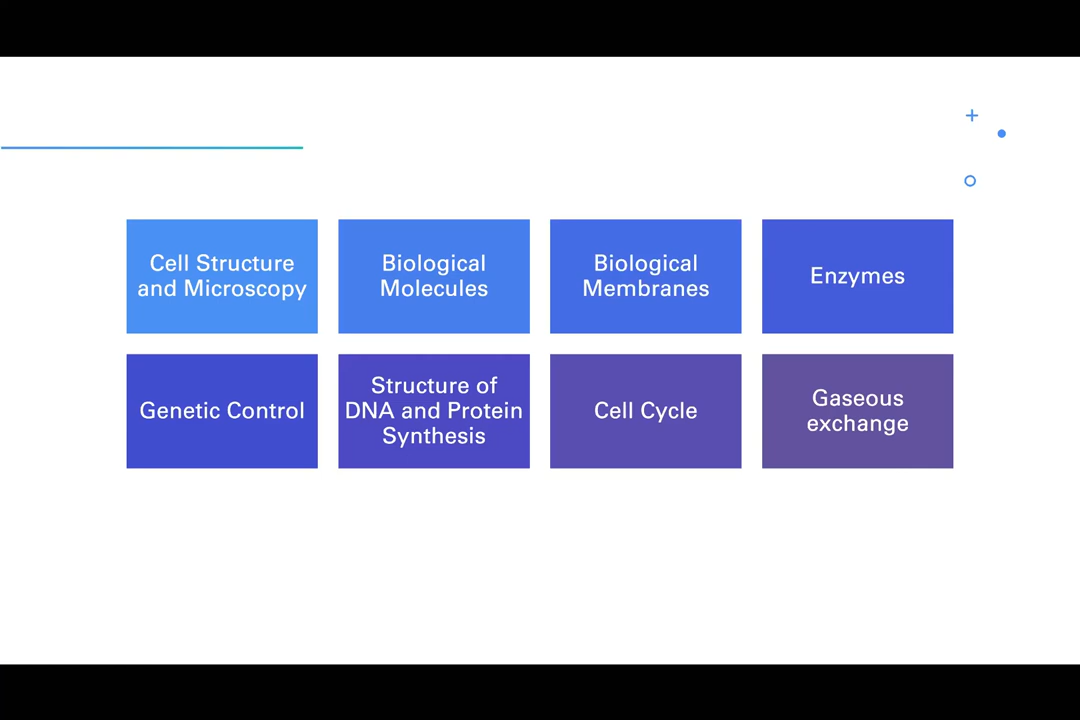 Cell Structure
and Microscopy
Biological
Molecules
Biological
Membranes
Enzymes
Genetic Control
Structure of
DNA and Protein
Synthesis
Cell Cycle
Gaseous
exchange